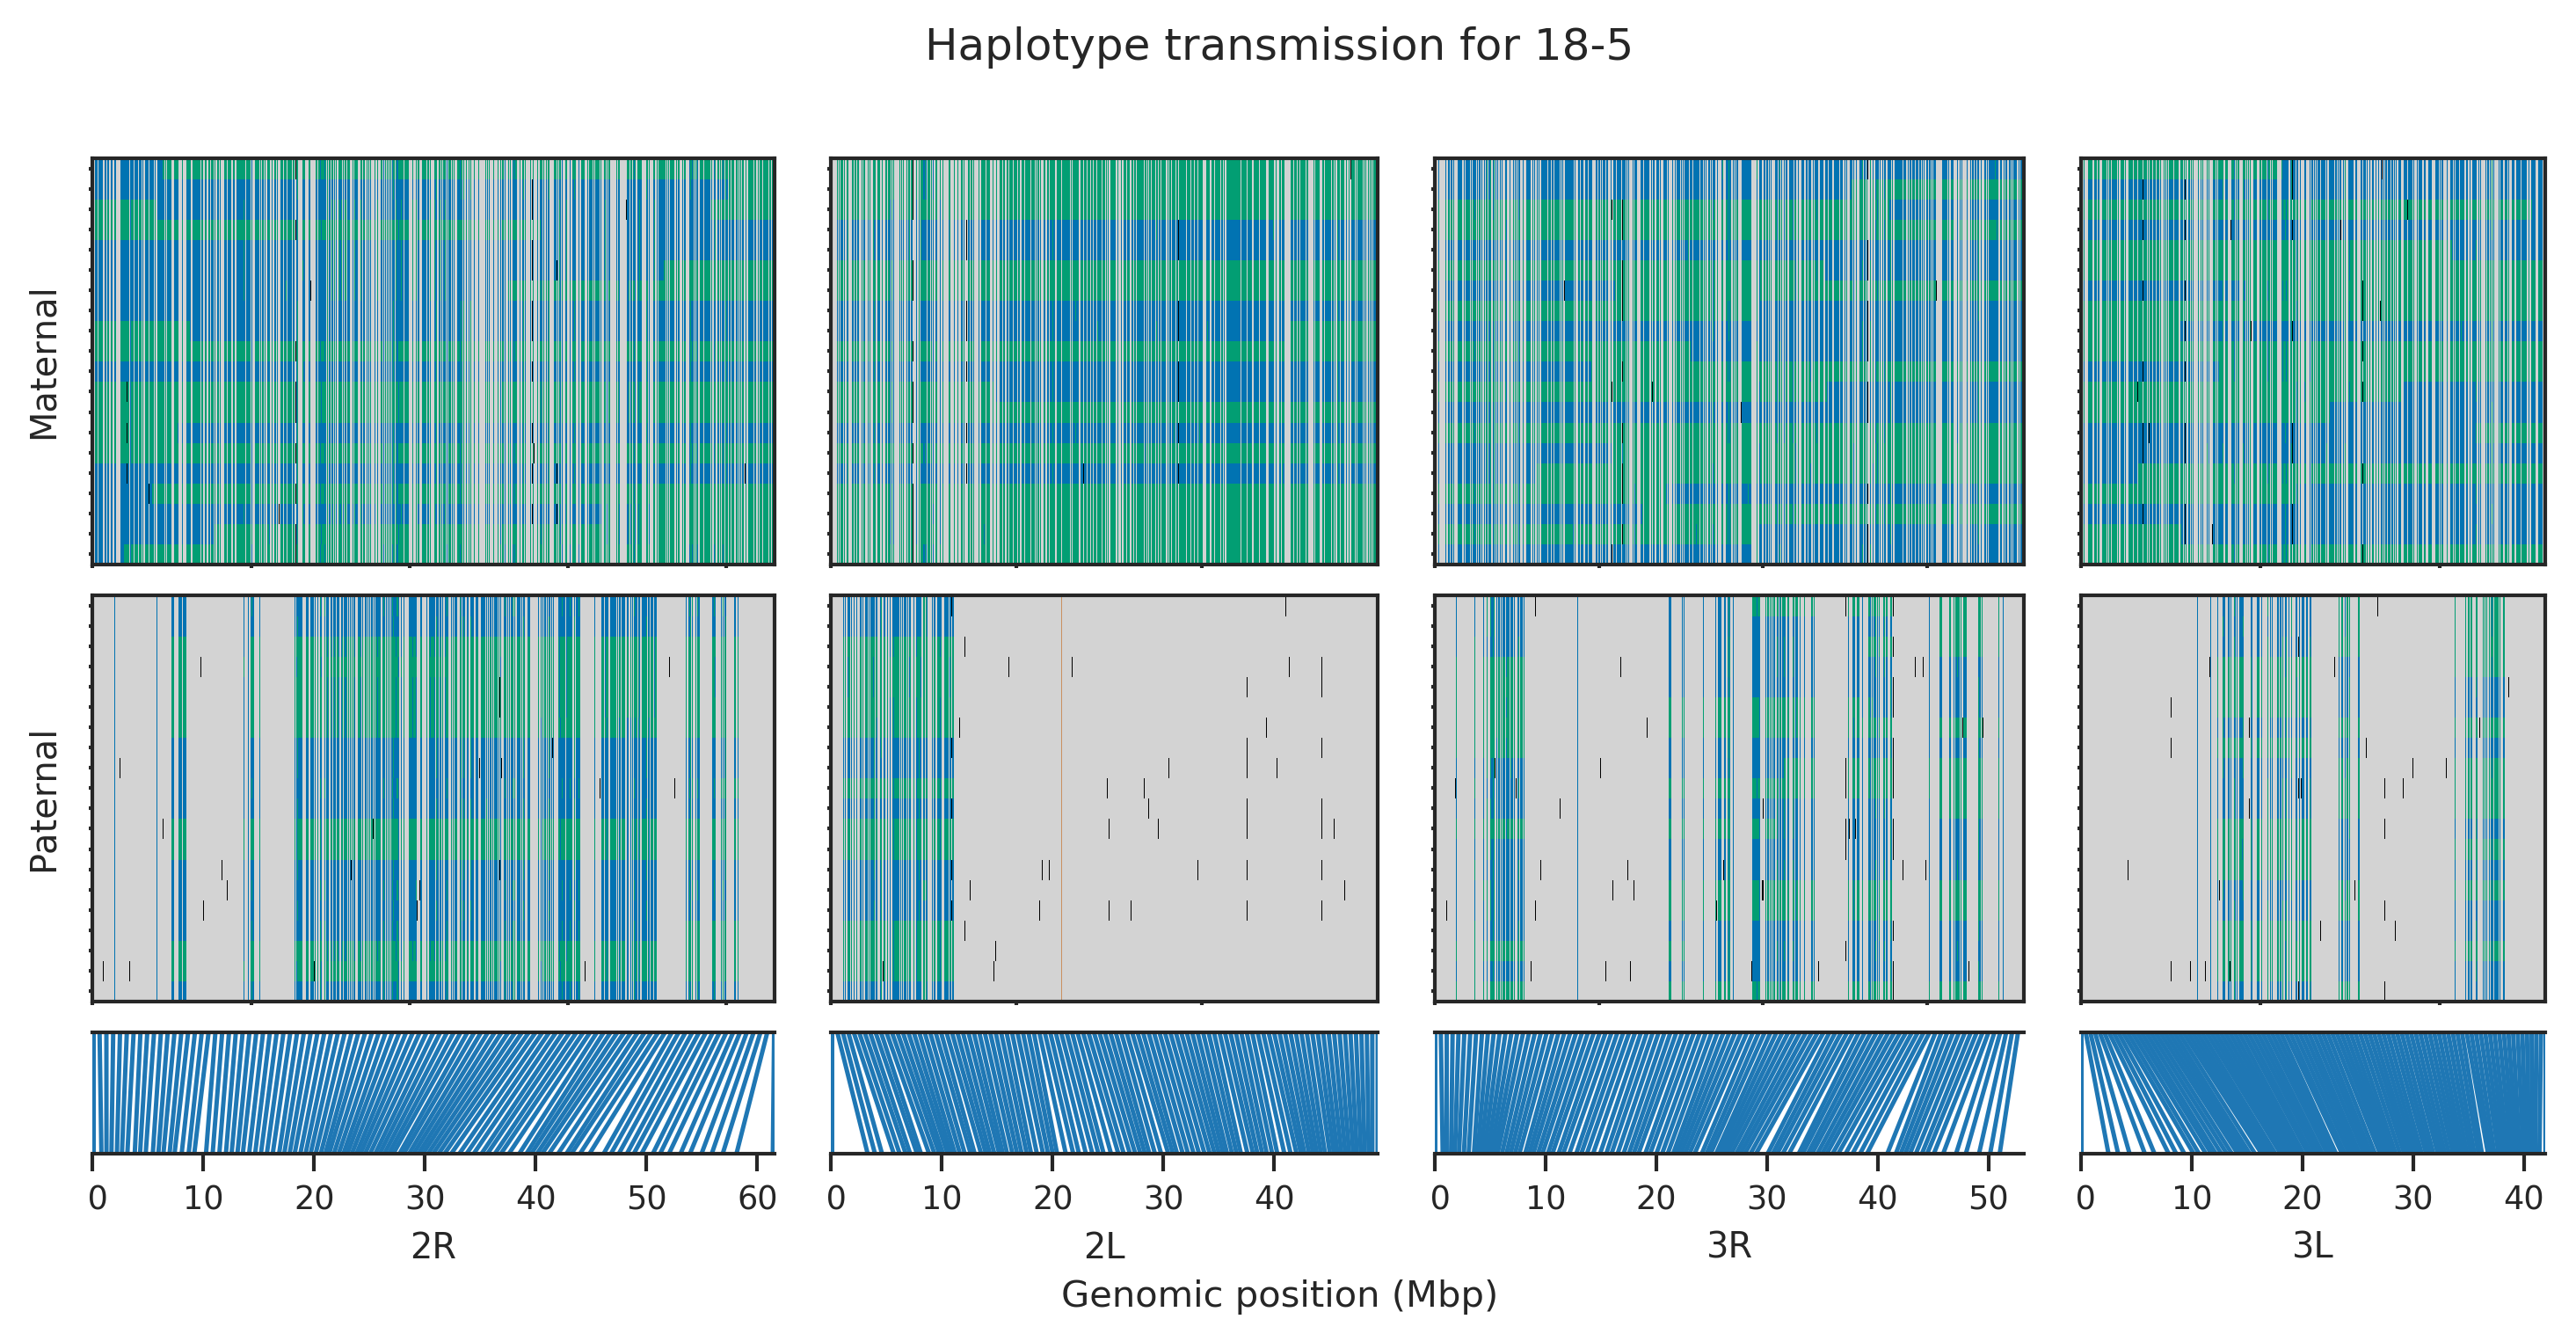 Haplotype transmission for 18-5
Maternal
Paternal
0 10 20 30 40 50 60
0 10 20 30 40
0 10 20 30 40 50
0 10 20 30 40
2R
2L
3R
3L
Genomic position (Mbp)